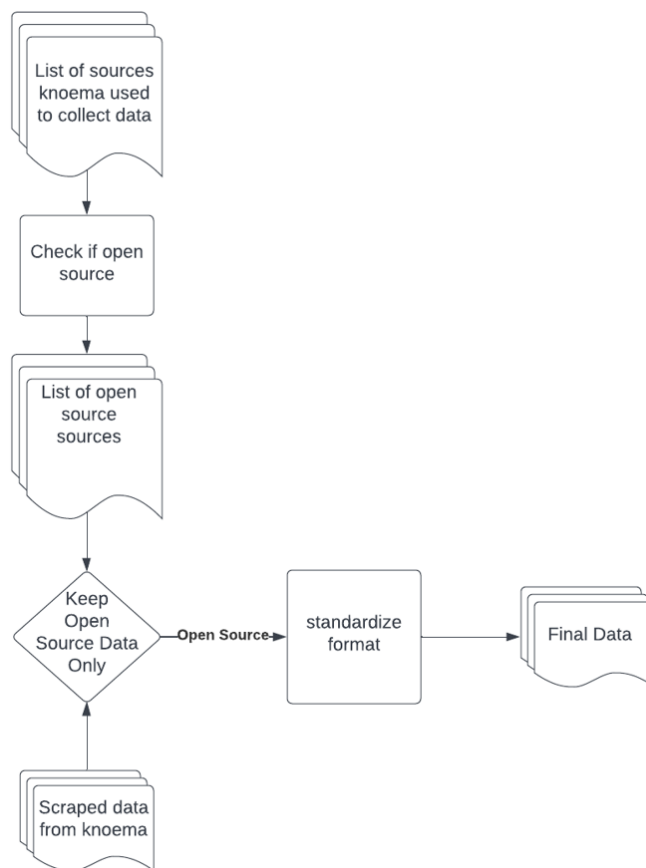 List of sources
knoema used
to collect data
Check if open
source
List of open
source
sources
Keep
Open
Source Data
Only
Open Source
standardize
format
Final Data
Scraped data
from knoema